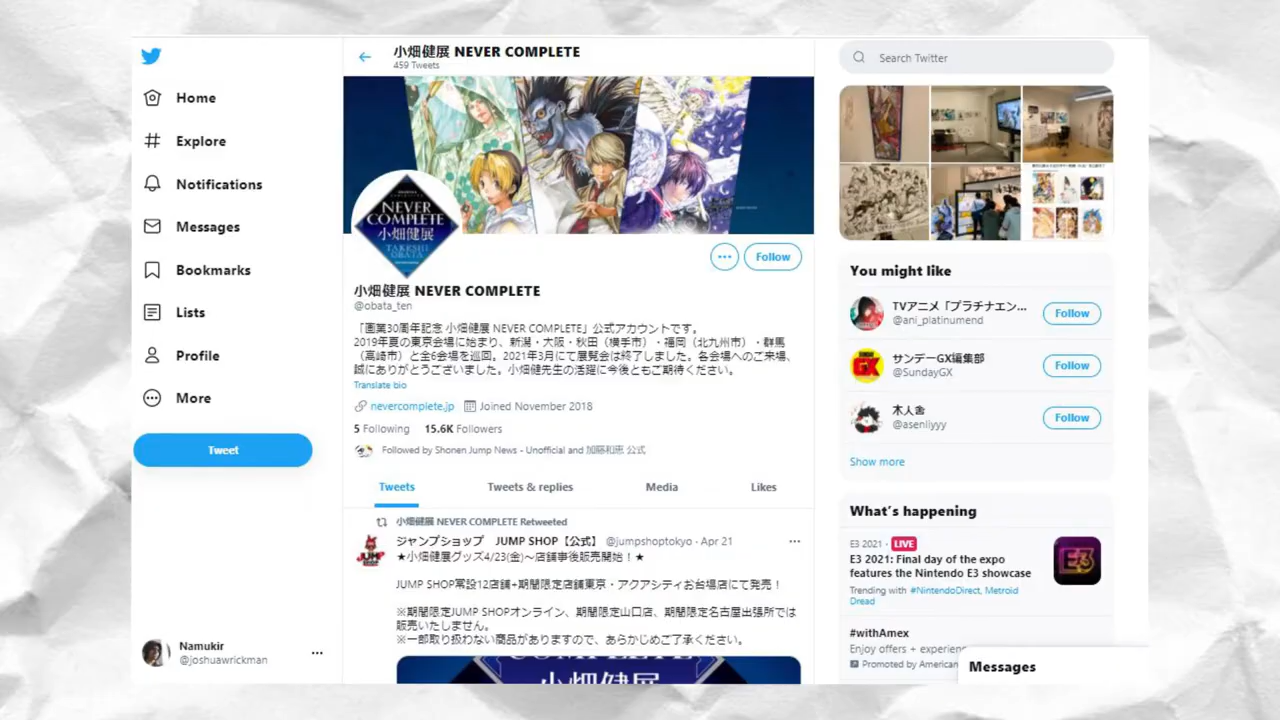 Home
Explore
Notifications
Messages
Bookmarks
Lists
Profile
More
Tweet
Namukir
@joshuawrickman
小畑健展 NEVER COMPLETE
459 Tweets
NEVER
COMPLETE
小畑健展
TAKESHI
OBATA
Follow
小畑健展 NEVER COMPLETE
@obata_ten
「画業30周年記念 小畑健展 NEVER COMPLETE」公式アカウントです。
2019年夏の東京会場に始まり、新潟・大阪・秋田（横手市）・福岡（北九州市）・群馬
（高崎市）と全6会場を巡回。2021年3月にて展覧会は終了しました。各会場へのご来場、
誠にありがとうございました。小畑健先生の活躍に今後ともご期待ください。
Translate bio
nevercomplete.jp Joined November 2018
5 Following 15.6K Followers
Followed by Shonen Jump News - Unofficial and 加藤和恵 公式
Tweets Tweets & replies Media Likes
小畑健展 NEVER COMPLETE Retweeted
ジャンプショップ JUMP SHOP【公式】 @jumpshoptokyo · Apr 21
★小畑健展グッズ4/23(金)～店舗事後販売開始！★
JUMP SHOP常設12店舗+期間限定店舗東京・アクアシティお台場店にて発売！
※期間限定JUMP SHOPオンライン、期間限定山口店、期間限定名古屋出張所では
販売いたしません。
※一部取り扱わない商品がありますので、あらかじめご了承ください。
COMPLETE
小畑健展
Search Twitter
You might like
TVアニメ「プラチナエン...
@ani_platinumend
Follow
サンデーGX編集部
@SundayGX
Follow
木人舎
@asenliyyy
Follow
Show more
What's happening
E3 2021 · LIVE
E3 2021: Final day of the expo
features the Nintendo E3 showcase
Trending with #NintendoDirect, Metroid
Dread
#withAmex
Enjoy offers + experienc
Promoted by American
Messages